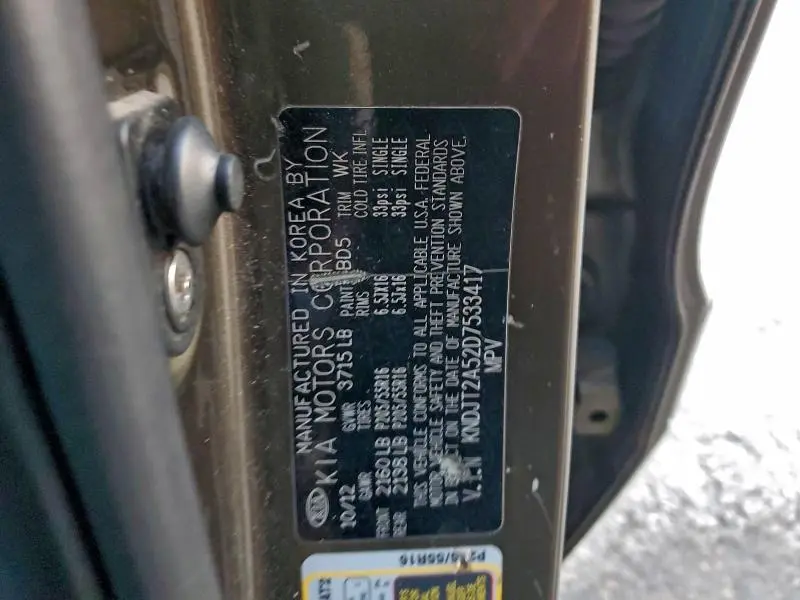 KIA
MANUFACTURED IN KOREA BY
KIA MOTORS CORPORATION
10/12 GVWR 3715 LB PAINT BD5 TRIM WK
GAWR TIRES RIMS COLD TIRE INFL
FRONT 2160 LB P205/55R16 6.5JX16 33psi SINGLE
REAR 2138 LB P205/55R16 6.5JX16 33psi SINGLE
THIS VEHICLE CONFORMS TO ALL APPLICABLE U.S.A. FEDERAL
MOTOR VEHICLE SAFETY AND THEFT PREVENTION STANDARDS
IN EFFECT ON THE DATE OF MANUFACTURE SHOWN ABOVE.
V.I.N KNDJT2A52D7533417
MPV
P205/55R16